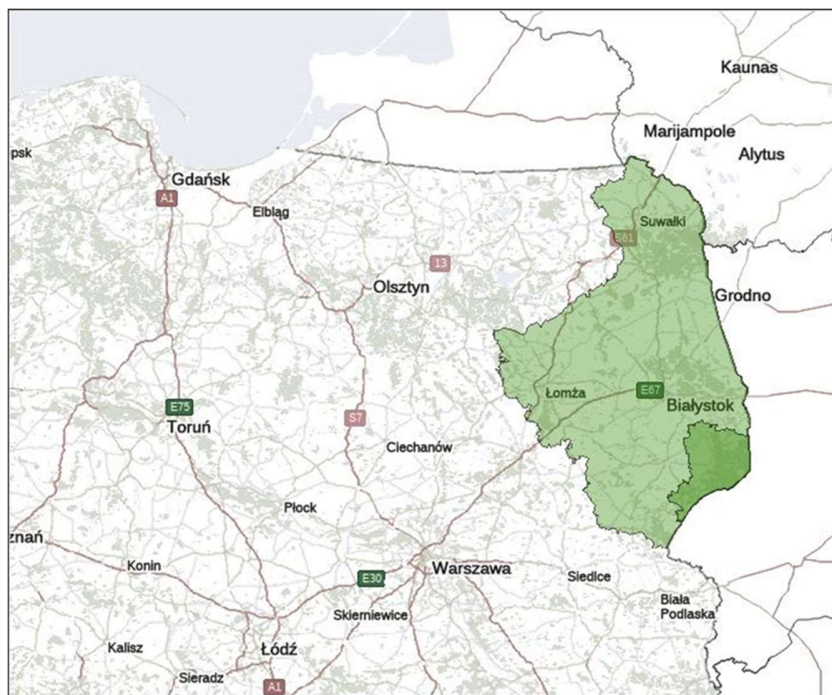 Kaunas
Marijampole
psk
Alytus
Gdańsk
A1
Elbląg
Suwałki
E61
13
Olsztyn
Grodno
Łomża
E67
E75
Białystok
S7
Toruń
Ciechanów
Płock
znań
Konin
E30
Warszawa
Siedlce
Skierniewice
Biała
Podlaska
Kalisz
Łódź
Sieradz
A1